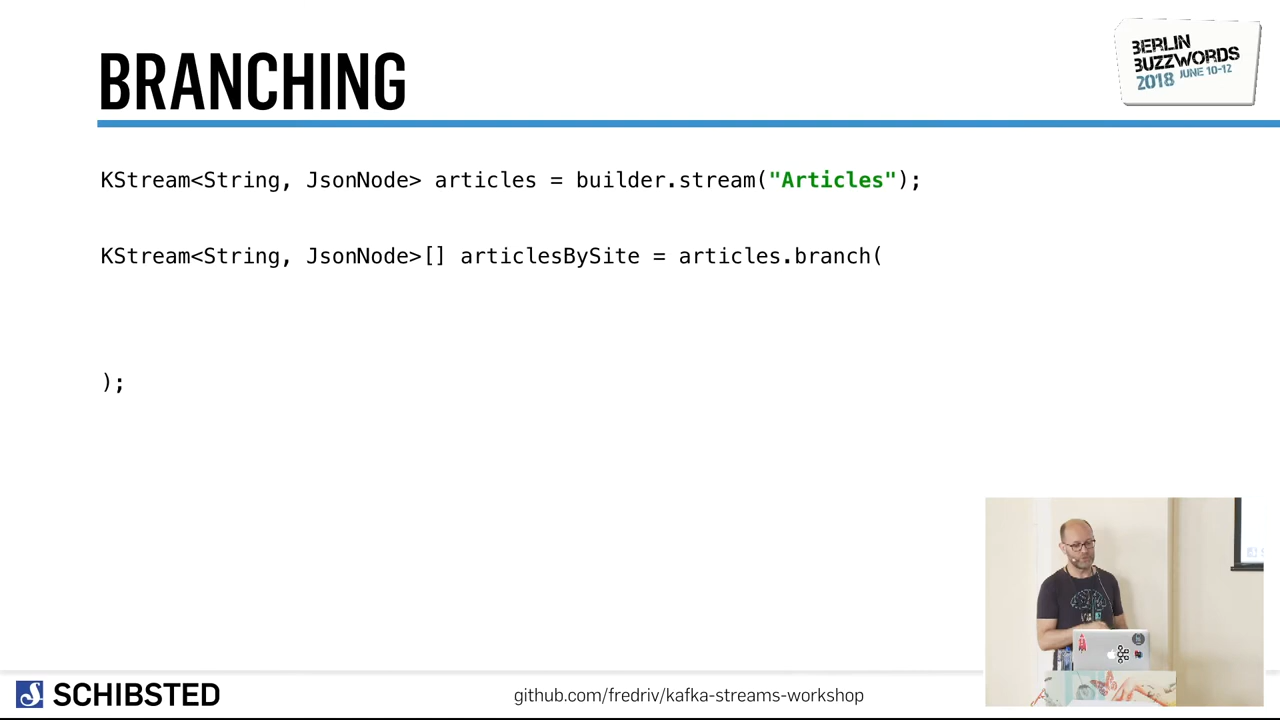 BRANCHING
BERLIN
BUZZWORDS
2018 JUNE 10-12
KStream<String, JsonNode> articles = builder.stream("Articles");
KStream<String, JsonNode>[] articlesBySite = articles.branch(
);
SCHIBSTED
github.com/fredriv/kafka-streams-workshop